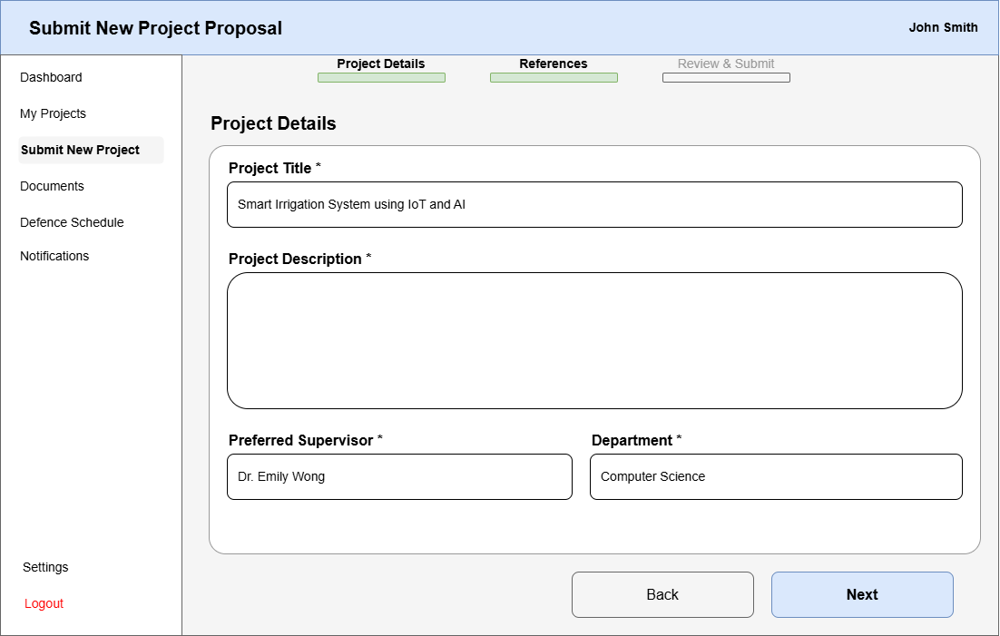 Submit New Project Proposal
John Smith
Dashboard
My Projects
Submit New Project
Documents
Defence Schedule
Notifications
Settings
Logout
Project Details
References
Review & Submit
Project Details
Project Title *
Smart Irrigation System using IoT and AI
Project Description *
Preferred Supervisor *
Department *
Dr. Emily Wong
Computer Science
Back
Next